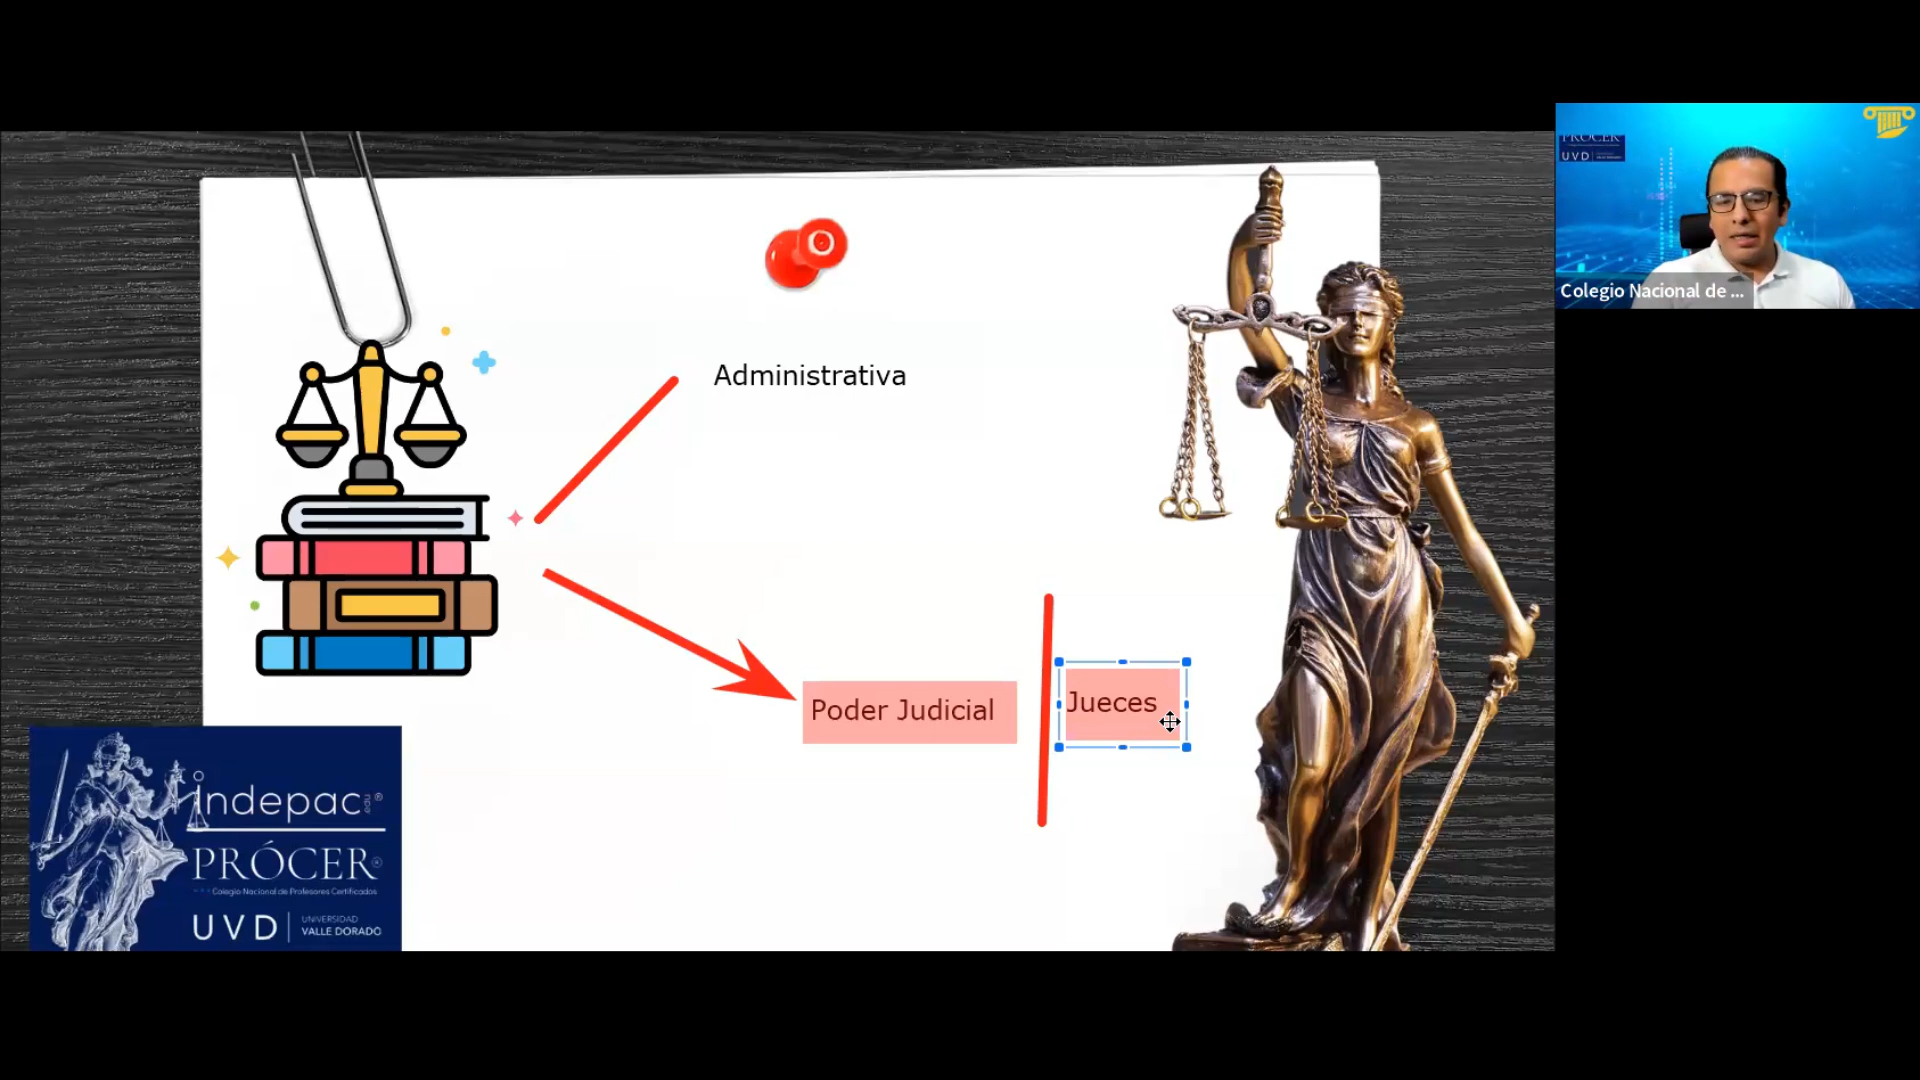 PRÓCER
UVD
Colegio Nacional de ...
Administrativa
Poder Judicial
Jueces
indepac
PRÓCER
Colegio Nacional de Profesores Certificados
UVD
UNIVERSIDAD
VALLE DORADO